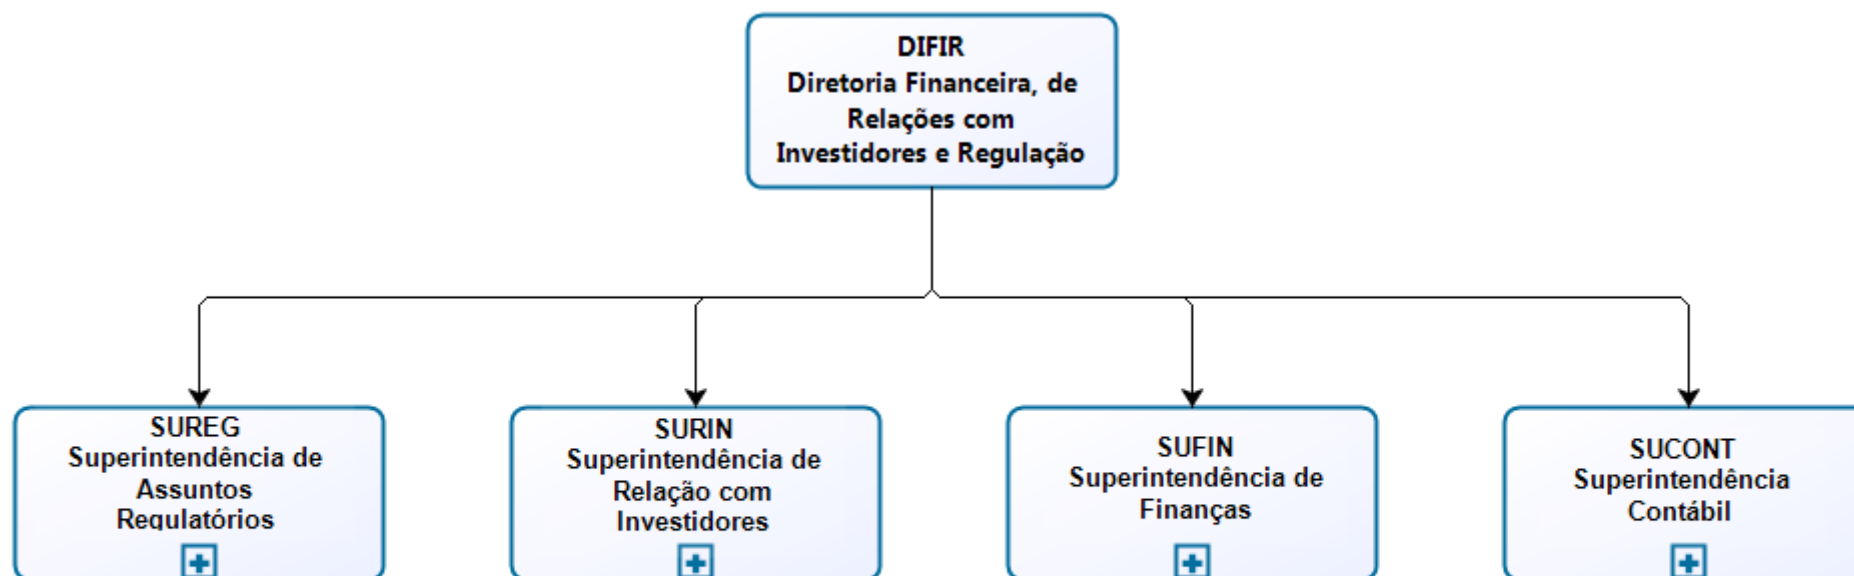 DIFIR
Diretoria Financeira, de
Relações com
Investidores e Regulação
SUREG
Superintendência de
Assuntos
Regulatórios
SURIN
Superintendência de
Relação com
Investidores
SUFIN
Superintendência de
Finanças
SUCONT
Superintendência
Contábil